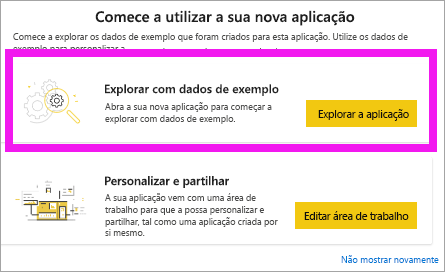 Comece a utilizar a sua nova aplicação
Comece a explorar os dados de exemplo que foram criados para esta aplicação. Utilize os dados de
exemplo para personalizar a
Explorar com dados de exemplo
Abra a sua nova aplicação para começar a
explorar com dados de exemplo.
Explorar a aplicação
Personalizar e partilhar
A sua aplicação vem com uma área de
trabalho para que a possa personalizar e
partilhar, tal como uma aplicação criada por
si mesmo.
Editar área de trabalho
Não mostrar novamente